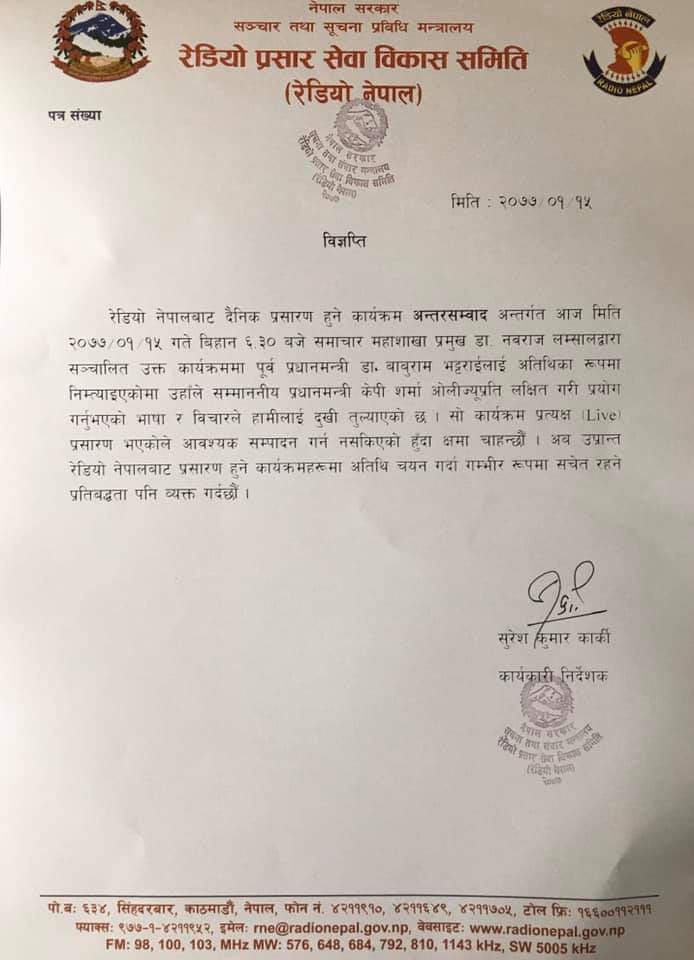 नेपाल सरकार
सञ्चार तथा सूचना प्रविधि मन्त्रालय
रेडियो प्रसार सेवा विकास समिति
(रेडियो नेपाल)
रेडियो नेपाल
RADIO NEPAL
पत्र संख्या
नेपाल सरकार
सूचना तथा संचार मन्त्रालय
रेडियो प्रसार सेवा विकास समिति
(रेडियो नेपाल)
मिति : २०७७/०१/१५
विज्ञप्ति
रेडियो नेपालबाट दैनिक प्रसारण हुने कार्यक्रम अन्तरसम्वाद अन्तर्गत आज मिति
२०७७/०१/१५ गते बिहान ६.३० बजे समाचार महाशाखा प्रमुख डा. नवराज लम्सालद्वारा
सञ्चालित उक्त कार्यक्रममा पूर्व प्रधानमन्त्री डा. बाबुराम भट्टराईलाई अतिथिका रूपमा
निम्त्याइएकोमा उहाँले सम्माननीय प्रधानमन्त्री केपी शर्मा ओलीज्यूप्रति लक्षित गरी प्रयोग
गर्नुभएको भाषा र विचारले हामीलाई दुखी तुल्याएको छ । सो कार्यक्रम प्रत्यक्ष (Live)
प्रसारण भएकोले आवश्यक सम्पादन गर्न नसकिएको हुँदा क्षमा चाहन्छौं । अब उप्रान्त
रेडियो नेपालबाट प्रसारण हुने कार्यक्रमहरूमा अतिथि चयन गर्दा गम्भीर रूपमा सचेत रहने
प्रतिबद्धता पनि व्यक्त गर्दछौं ।
सुरेश कुमार कार्की
कार्यकारी निर्देशक
नेपाल सरकार
सूचना तथा संचार मन्त्रालय
रेडियो प्रसार सेवा विकास समिति
(रेडियो नेपाल)
पो.बः ६३४, सिंहदरबार, काठमाडौं, नेपाल, फोन नं. ४२११९१०, ४२११६४९, ४२११७०५, टोल फ्रिः १६६००११२१११
फ्याक्सः ९७७-१-४२११९५२, इमेलः rne@radionepal.gov.np, वेवसाइटः www.radionepal.gov.np
FM: 98, 100, 103, MHz MW: 576, 648, 684, 792, 810, 1143 kHz, SW 5005 kHz